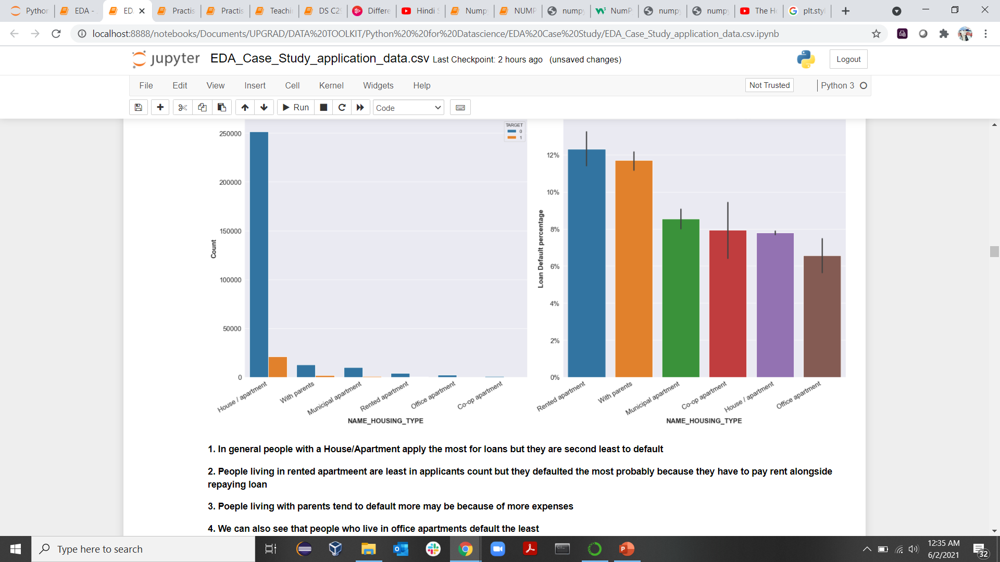 Python
EDA -
ED
Practis
Practis
Teachi
DS C2
Differe
Hindi
Nump
NUMP
numpy
NumP
numpy
numpy
The H
plt.sty
localhost:8888/notebooks/Documents/UPGRAD/DATA%20TOOLKIT/Python%20%20for%20Datascience/EDA%20Case%20Study/EDA_Case_Study_application_data.csv.ipynb
jupyter EDA_Case_Study_application_data.csv Last Checkpoint: 2 hours ago (unsaved changes)
Logout
File Edit View Insert Cell Kernel Widgets Help
Not Trusted
Python 3
Run
Code
TARGET
0
1
250000
200000
150000
100000
50000
0
Count
House / apartment
With parents
Municipal apartment
Rented apartment
Office apartment
Co-op apartment
NAME_HOUSING_TYPE
12%
10%
8%
6%
4%
2%
0%
Loan Default percentage
Rented apartment
With parents
Municipal apartment
Co-op apartment
House / apartment
Office apartment
NAME_HOUSING_TYPE
1. In general people with a House/Apartment apply the most for loans but they are second least to default
2. People living in rented apartmeent are least in applicants count but they defaulted the most probably because they have to pay rent alongside
repaying loan
3. Poeple living with parents tend to default more may be because of more expenses
4. We can also see that people who live in office apartments default the least
Type here to search
12:35 AM
6/2/2021
32